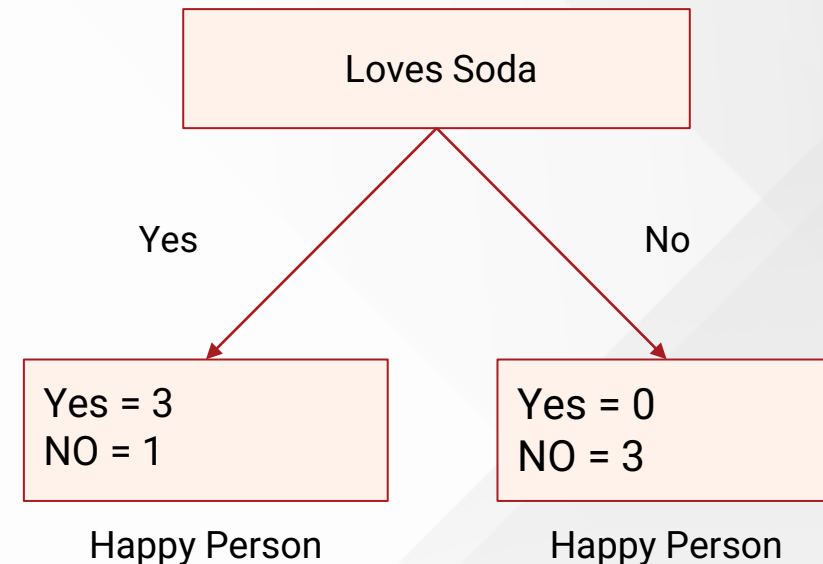 Loves Soda
Yes
No
Yes = 3
NO = 1
Yes = 0
NO = 3
Happy Person
Happy Person